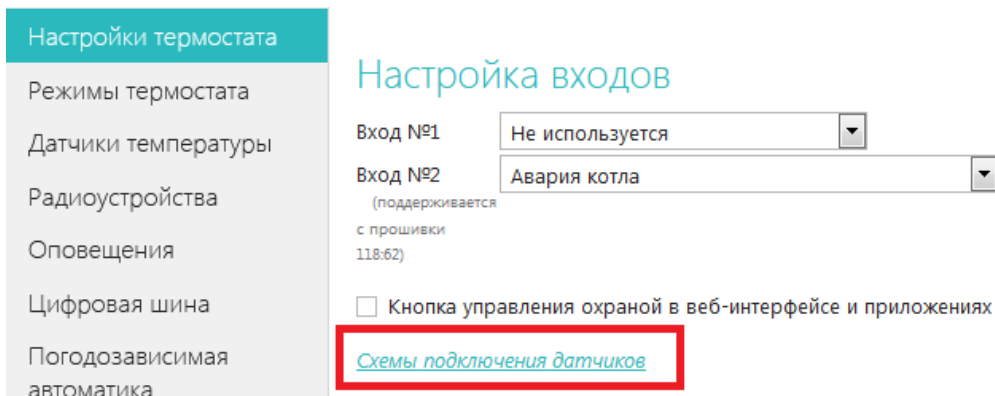 Настройки термостата
Режимы термостата
Датчики температуры
Радиоустройства
Оповещения
Цифровая шина
Погодозависимая
автоматика
Настройка входов
Вход №1 Не используется
Вход №2 Авария котла
(поддерживается
с прошивки
118:62)
Кнопка управления охраной в веб-интерфейсе и приложениях
Схемы подключения датчиков